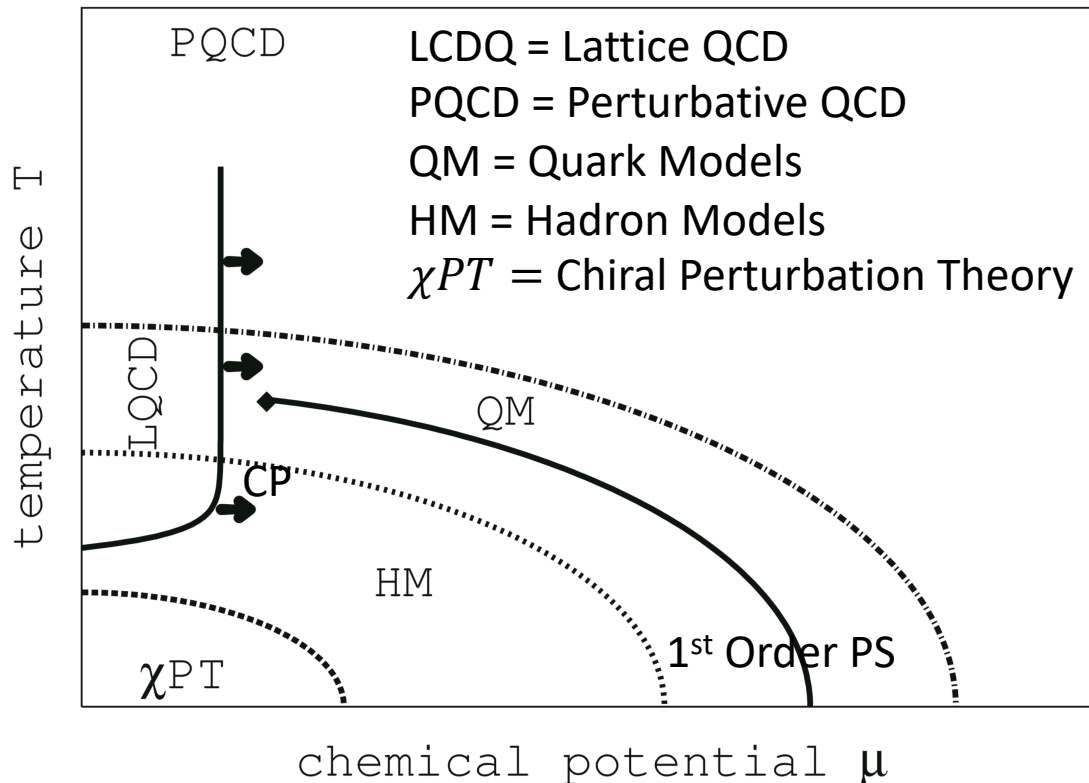 PQCD
LCDQ = Lattice QCD
PQCD = Perturbative QCD
QM = Quark Models
HM = Hadron Models
χPT = Chiral Perturbation Theory
temperature T
LQCD
QM
CP
HM
1st Order PS
χPT
chemical potential μ